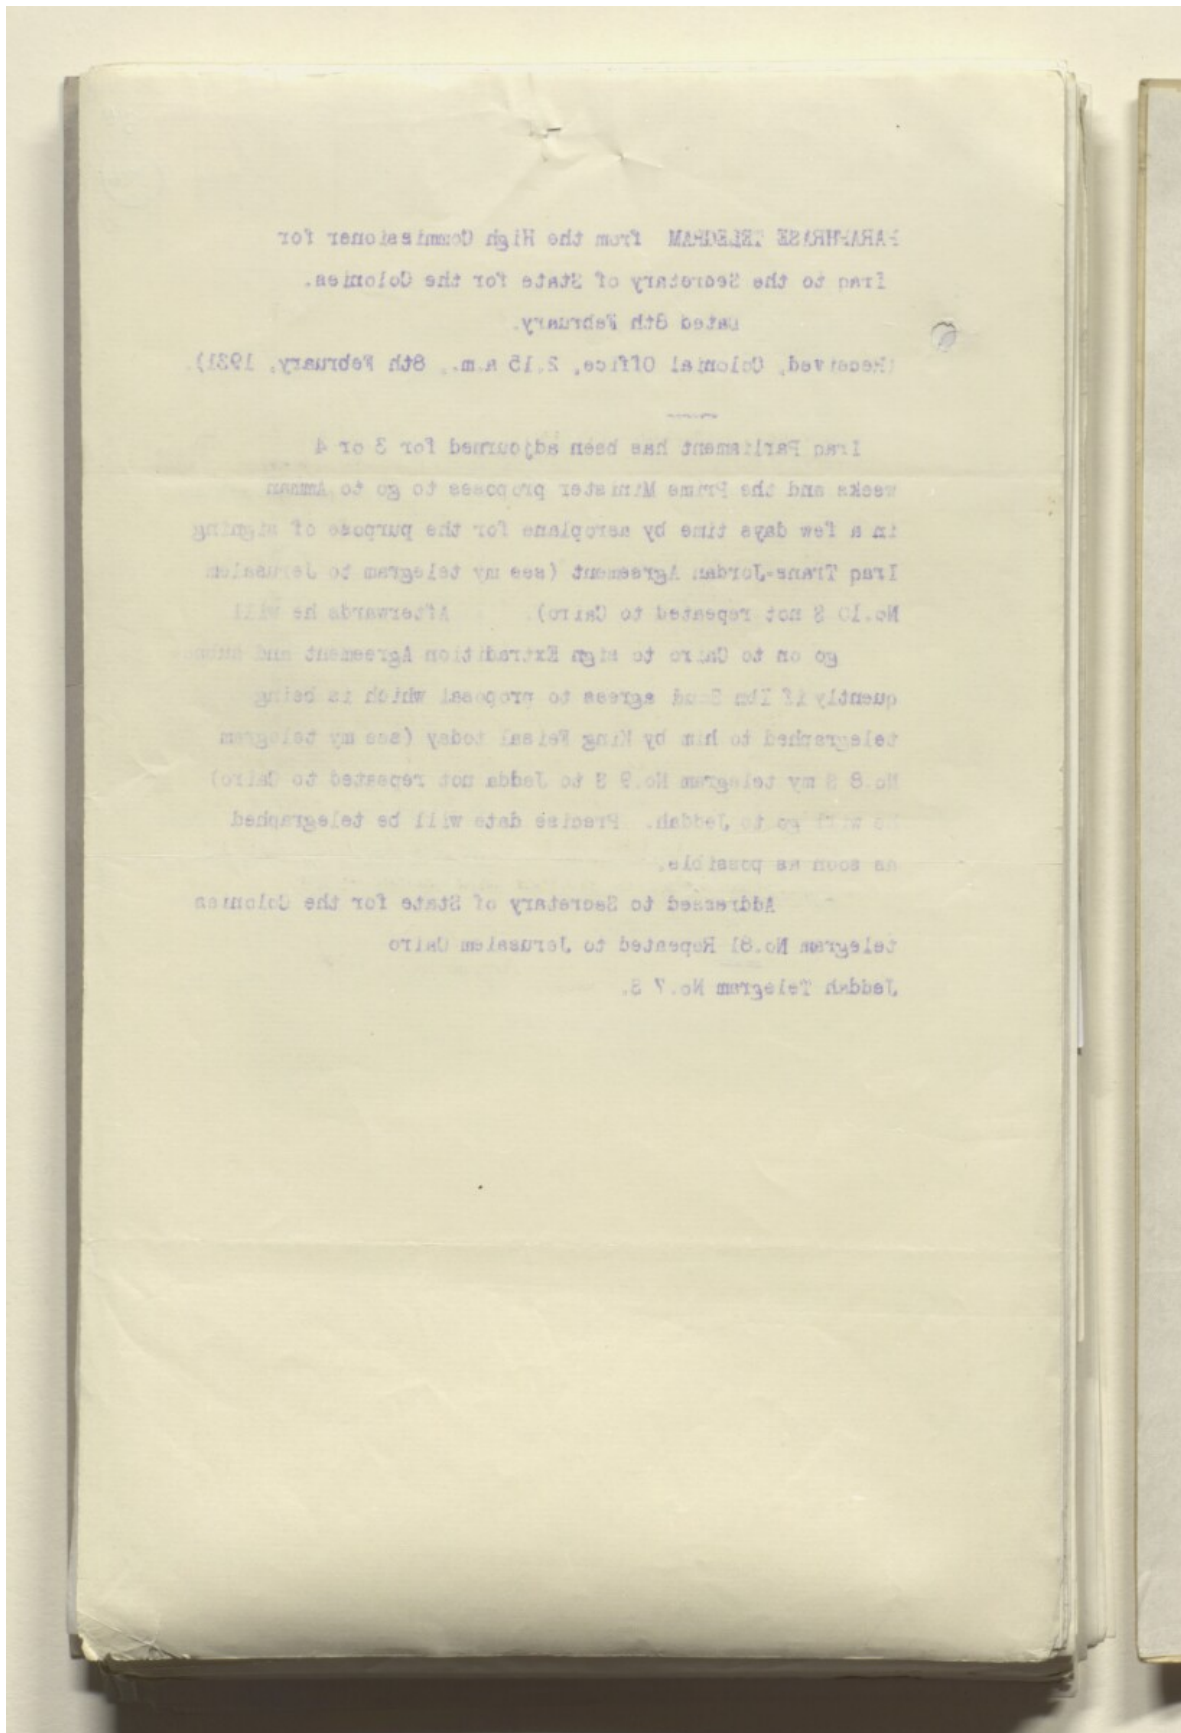 PARAPHRASE TELEGRAM from the High Commissioner for
Iraq to the Secretary of State for the Colonies.
Dated 8th February.
(Received, Colonial Office, 2.15 a.m., 8th February, 1931).
Iraq Parliament has been adjourned for 3 or 4
weeks and the Prime Minister proposes to go to Amman
in a few days time by aeroplane for the purpose of signing
Iraq Trans-Jordan Agreement (see my telegram to Jerusalem
No.10 S not repeated to Cairo). Afterwards he will
go on to Cairo to sign Extradition Agreement and
quently if Ibn Saud agrees to proposal which is being
telegraphed to him by King Feisal today (see my telegram
No.8 S my telegram No.9 S to Jedda not repeated to Cairo)
he will go to Jeddah. Precise date will be telegraphed
as soon as possible.
Addressed to Secretary of State for the Colonies
telegram No.81 Repeated to Jerusalem Cairo
Jeddah Telegram No.7 S.